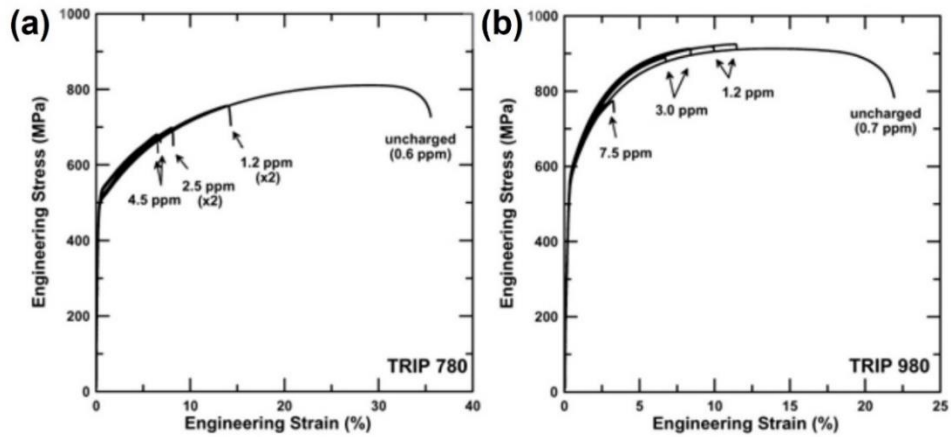 (a)
1000
800
600
400
200
0
Engineering Stress (MPa)
4.5 ppm
2.5 ppm
(x2)
1.2 ppm
(x2)
uncharged
(0.6 ppm)
TRIP 780
0
10
20
30
40
Engineering Strain (%)
(b)
1000
800
600
400
200
0
Engineering Stress (MPa)
7.5 ppm
3.0 ppm
1.2 ppm
uncharged
(0.7 ppm)
TRIP 980
0
5
10
15
20
25
Engineering Strain (%)